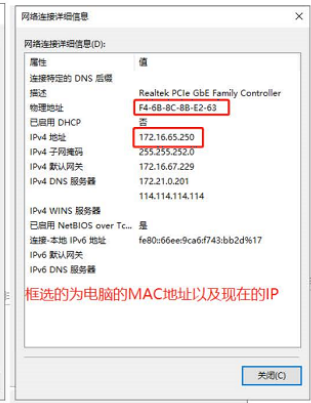 网络连接详细信息
网络连接详细信息(D):
属性 值
连接特定的 DNS 后缀
描述 Realtek PCIe GbE Family Controller
物理地址 F4-6B-8C-8B-E2-63
已启用 DHCP 否
IPv4 地址 172.16.65.250
IPv4 子网掩码 255.255.252.0
IPv4 默认网关 172.16.67.229
IPv4 DNS 服务器 172.21.0.201
114.114.114.114
IPv4 WINS 服务器
已启用 NetBIOS over Tc... 是
连接-本地 IPv6 地址 fe80::66ee:9ca6:f743:bb2d%17
IPv6 默认网关
IPv6 DNS 服务器
框选的为电脑的MAC地址以及现在的IP
关闭(C)